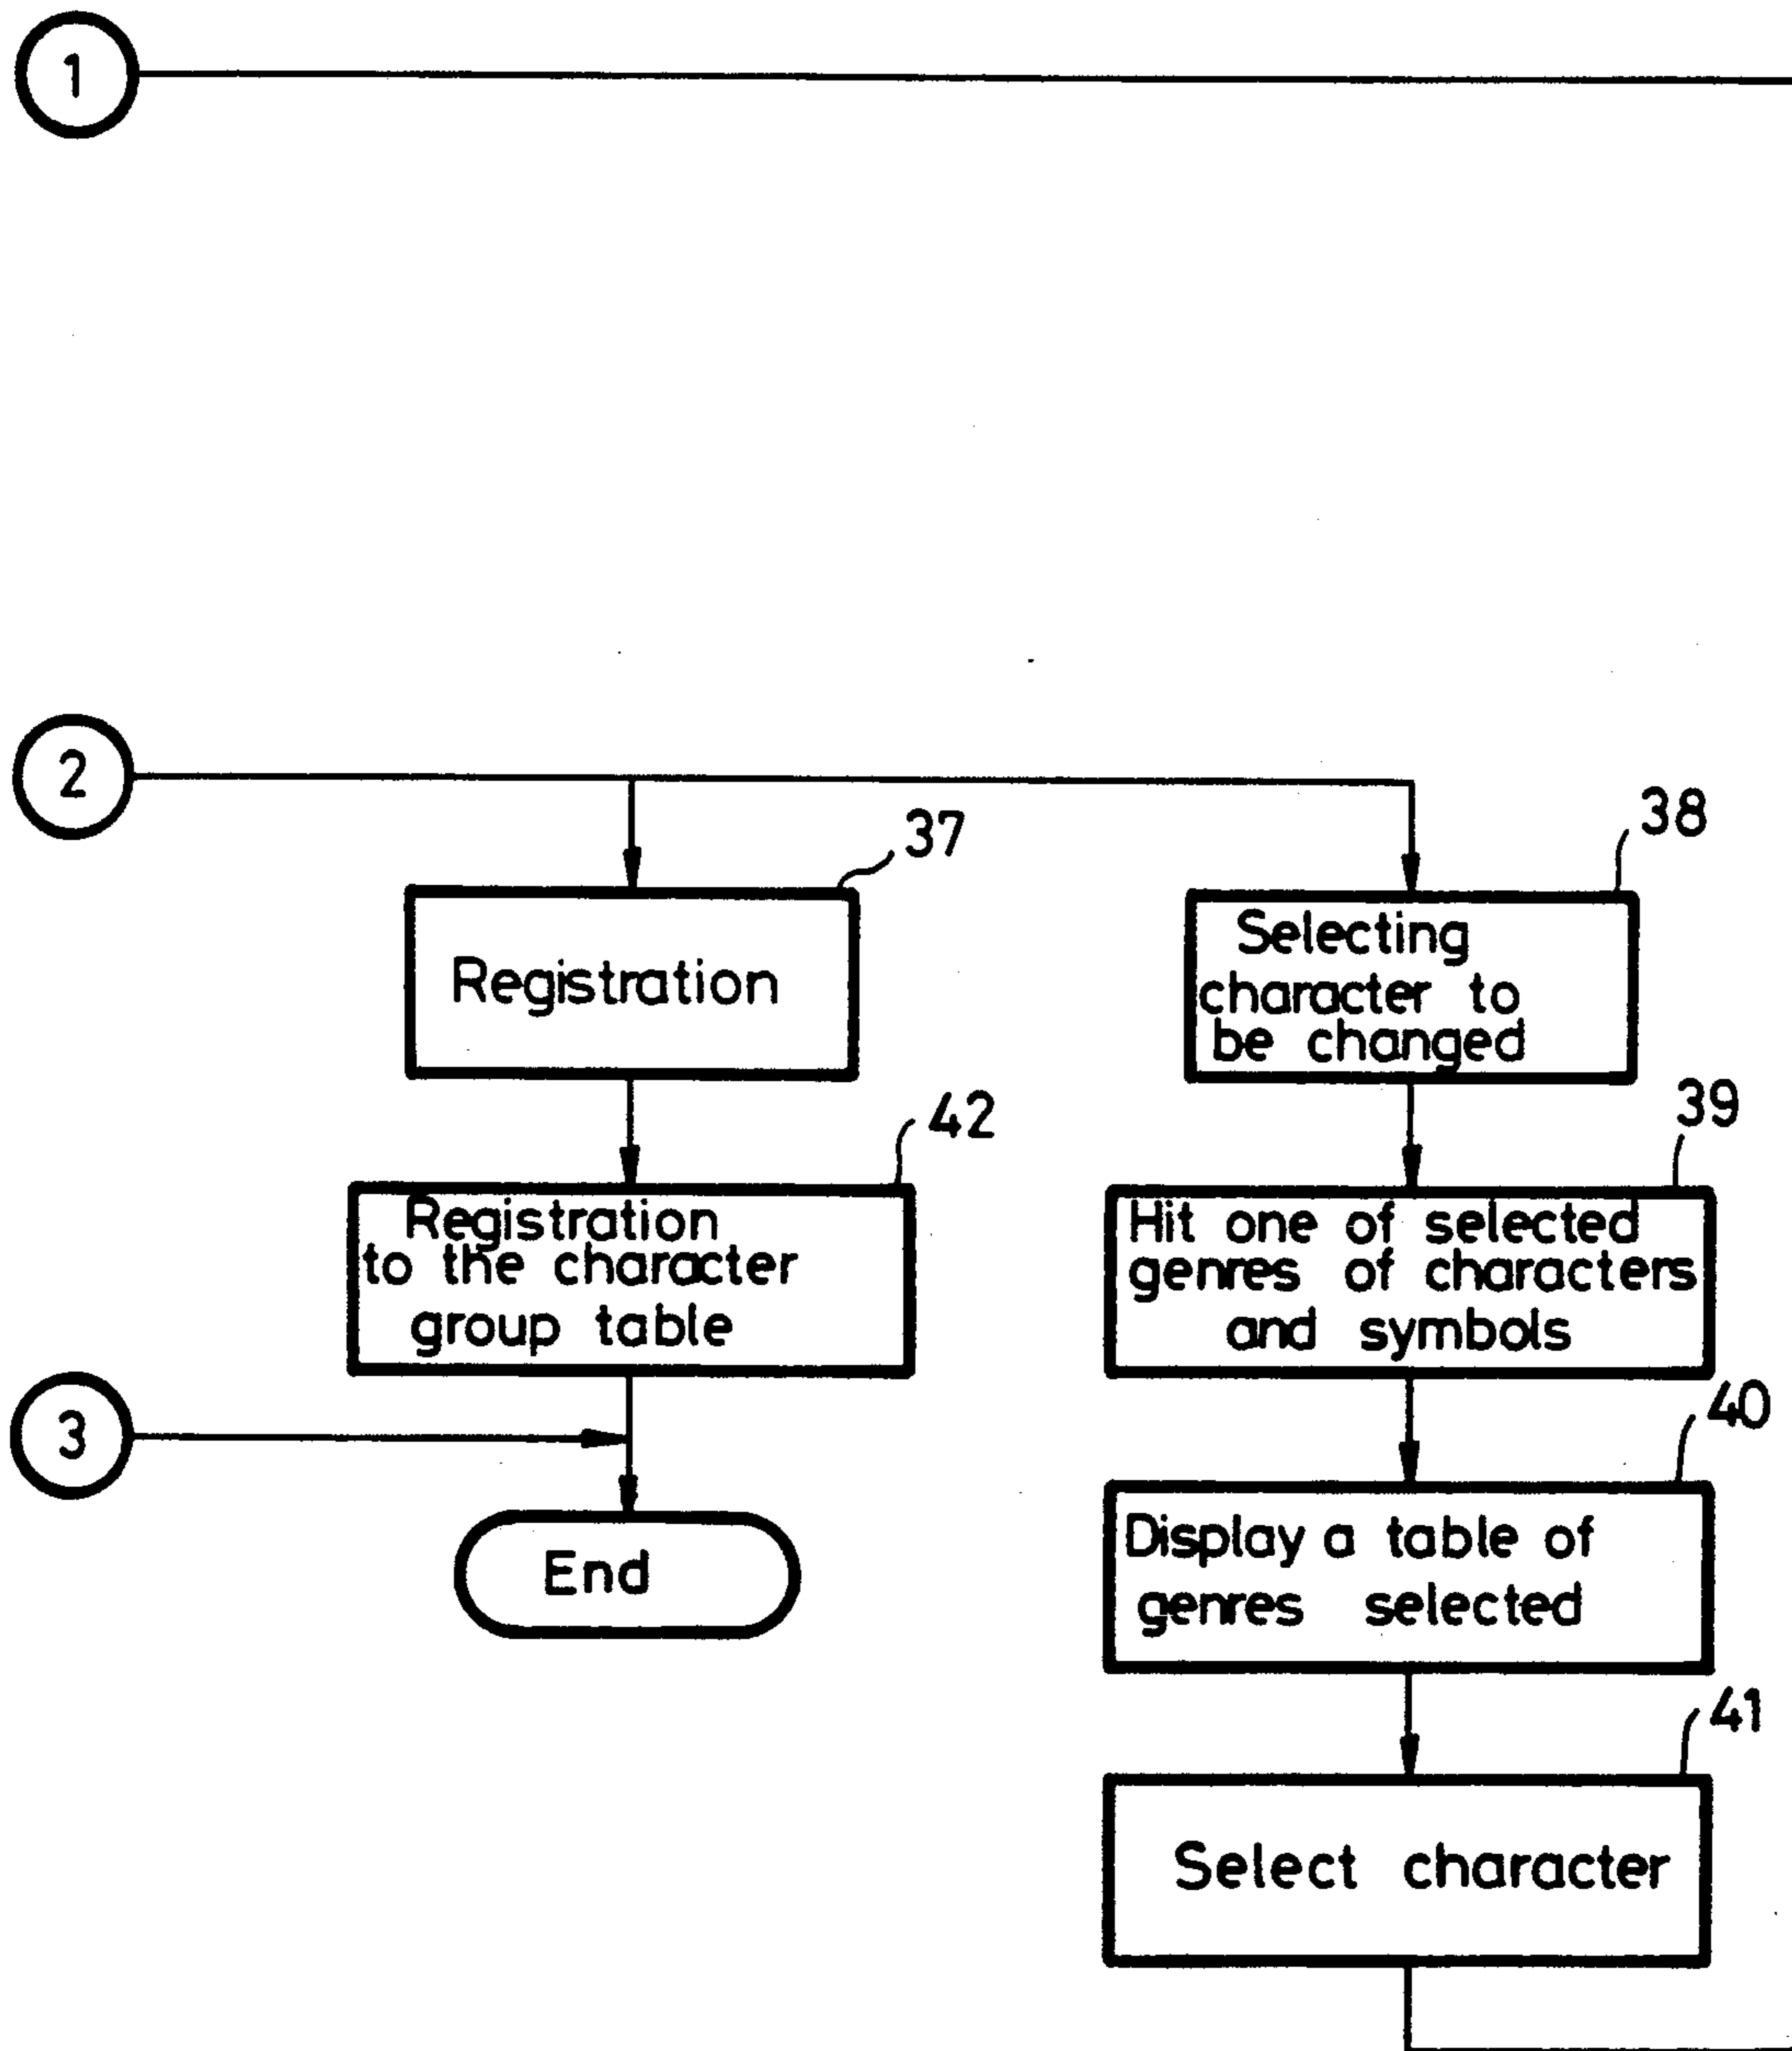 1
2
37
Registration
42
Registration
to the character
group table
3
End
38
Selecting
character to
be changed
39
Hit one of selected
genres of characters
and symbols
40
Display a table of
genres selected
41
Select character